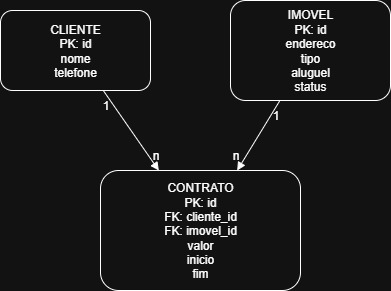 CLIENTE
PK: id
nome
telefone
IMOVEL
PK: id
endereco
tipo
aluguel
status
1
1
n
n
CONTRATO
PK: id
FK: cliente_id
FK: imovel_id
valor
inicio
fim